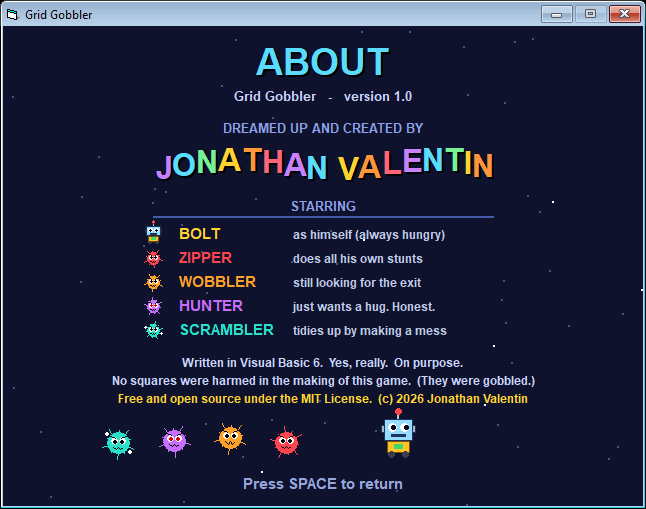 Grid Gobbler
ABOUT
Grid Gobbler - version 1.0
DREAMED UP AND CREATED BY
JONATHAN VALENTIN
STARRING
BOLT as himself (always hungry)
ZIPPER does all his own stunts
WOBBLER still looking for the exit
HUNTER just wants a hug. Honest.
SCRAMBLER tidies up by making a mess
Written in Visual Basic 6. Yes, really. On purpose.
No squares were harmed in the making of this game. (They were gobbled.)
Free and open source under the MIT License. (c) 2026 Jonathan Valentin
Press SPACE to return